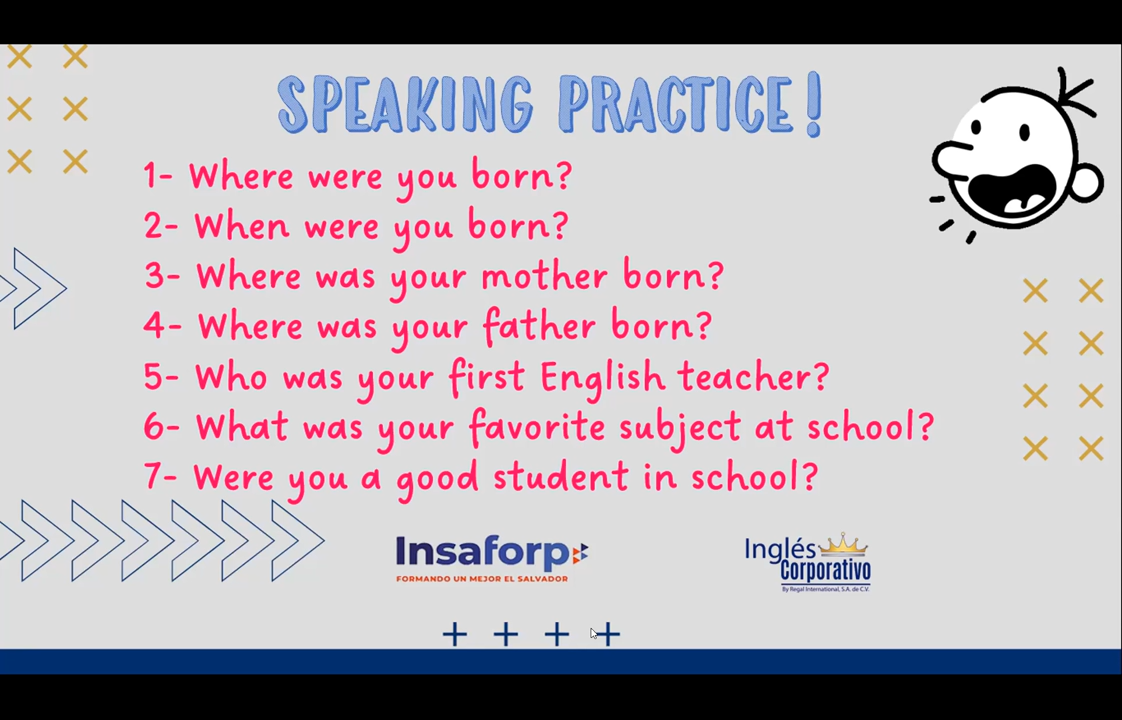 SPEAKING PRACTICE!
1- Where were you born?
2- When were you born?
3- Where was your mother born?
4- Where was your father born?
5- Who was your first English teacher?
6- What was your favorite subject at school?
7- Were you a good student in school?
Insaforp
FORMANDO UN MEJOR EL SALVADOR
Inglés
Corporativo
By Regal International, S.A. de C.V.